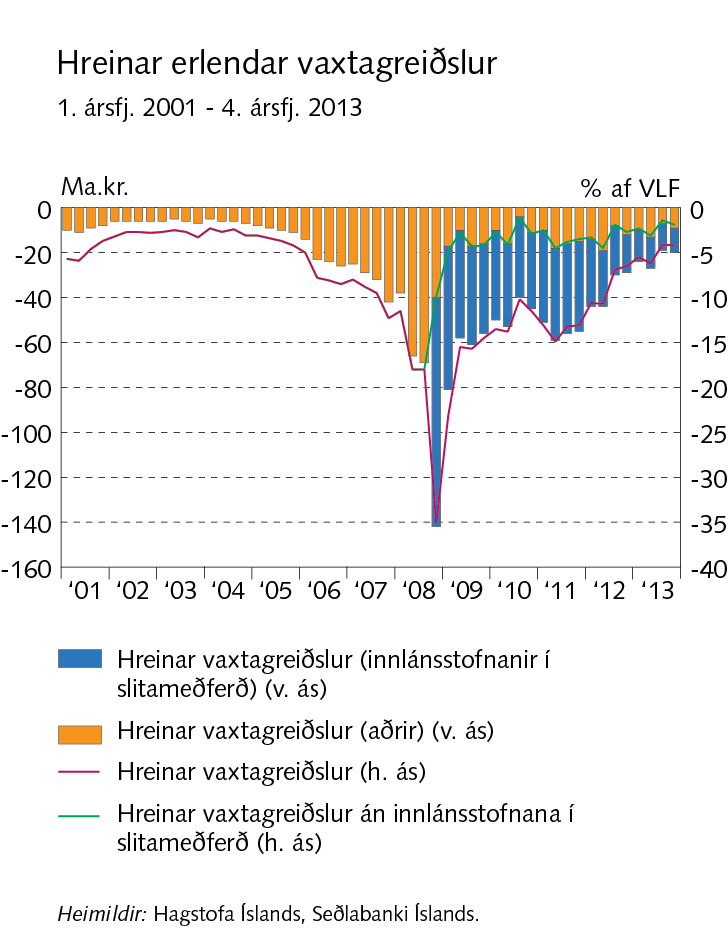 Hreinar erlendar vaxtagreiðslur
1. ársfj. 2001 - 4. ársfj. 2013
Ma.kr. % af VLF
0 0
-20 -5
-40 -10
-60 -15
-80 -20
-100 -25
-120 -30
-140 -35
-160 -40
‘01 ‘02 ‘03 ‘04 ‘05 ‘06 ‘07 ‘08 ‘09 ‘10 ‘11 ‘12 ‘13
Hreinar vaxtagreiðslur (innlánsstofnanir í
slitameðferð) (v. ás)
Hreinar vaxtagreiðslur (aðrir) (v. ás)
Hreinar vaxtagreiðslur (h. ás)
Hreinar vaxtagreiðslur án innlánsstofnana í
slitameðferð (h. ás)
Heimildir: Hagstofa Íslands, Seðlabanki Íslands.